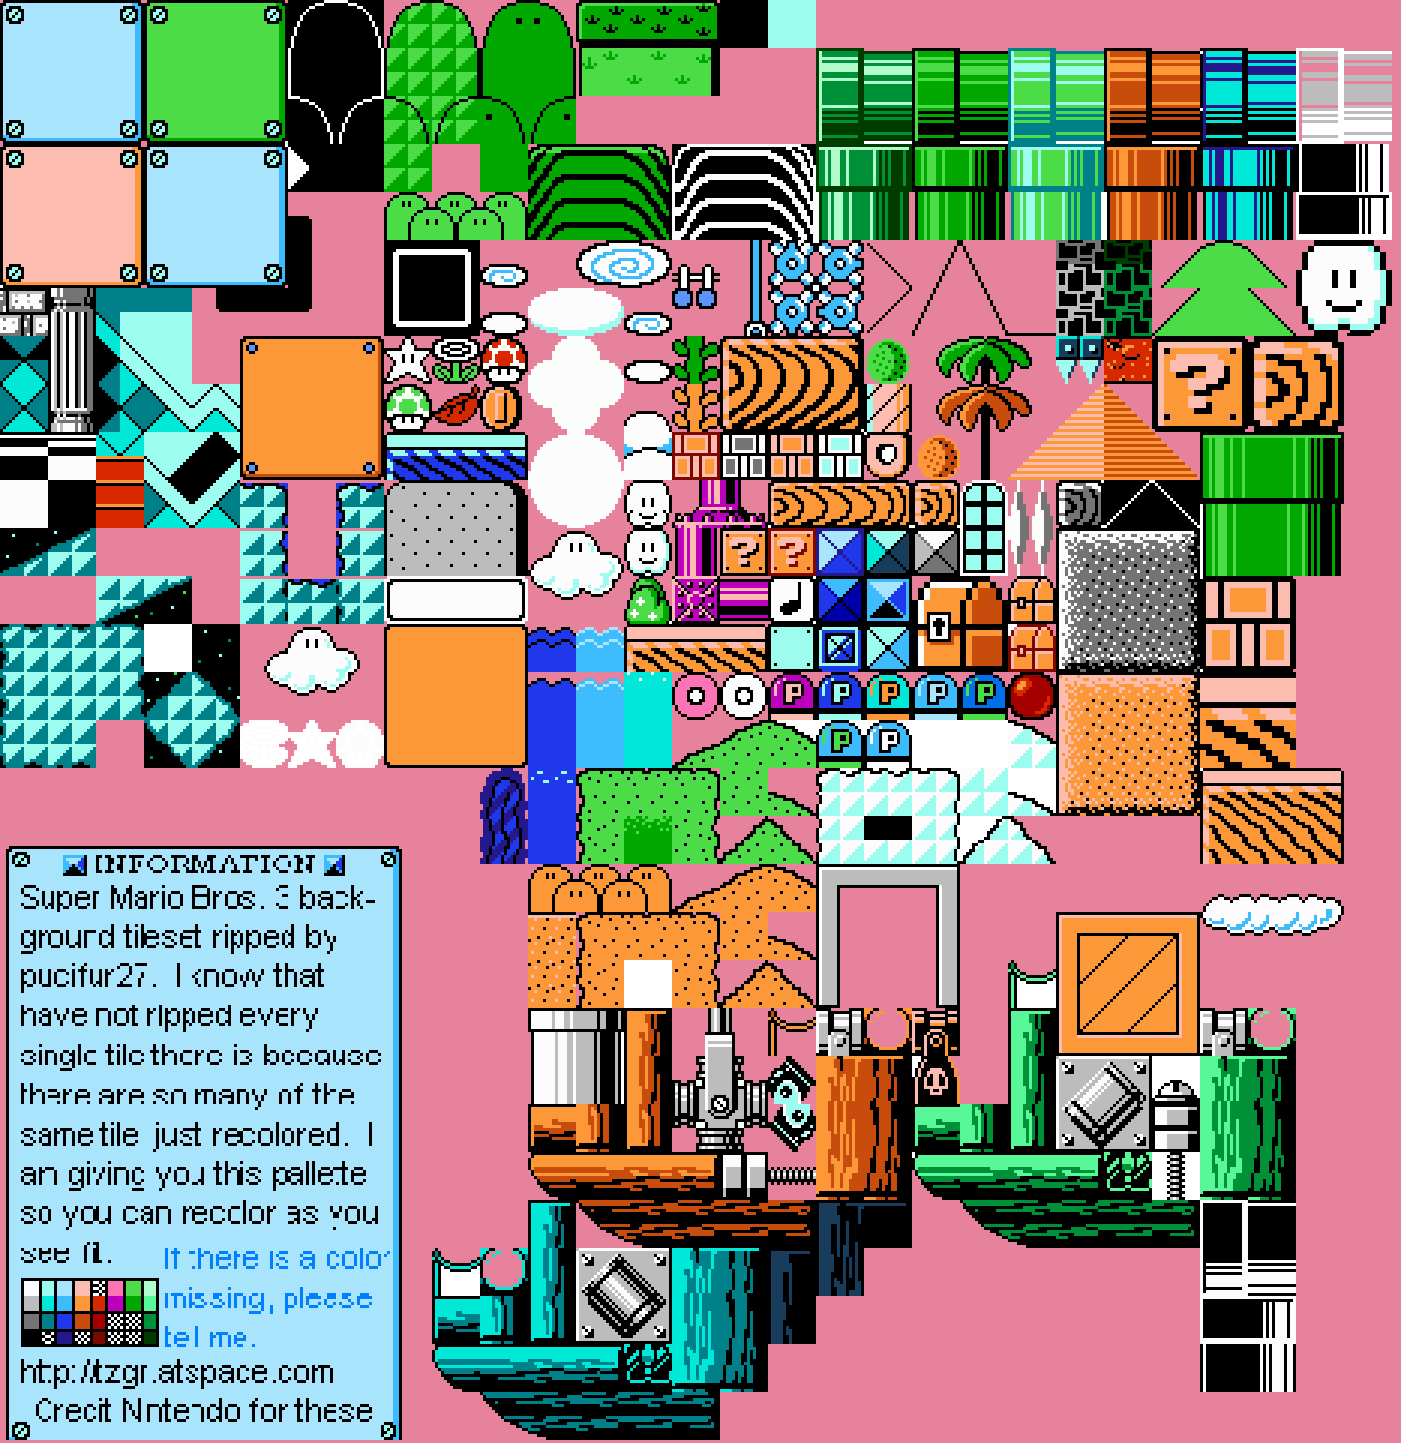 ?
?
?
P
P
P
P
P
P
P
INFORMATION
Super Mario Bros. 3 back-
ground tileset ripped by
pucifur27. I know that
have not ripped every
single tile there is because
there are so many of the
same tile just recolored. I
am giving you this pallette
so you can recolor as you
see fit.
If there is a color
missing, please
tell me.
http://tzgr.atspace.com
Credit Nintendo for these